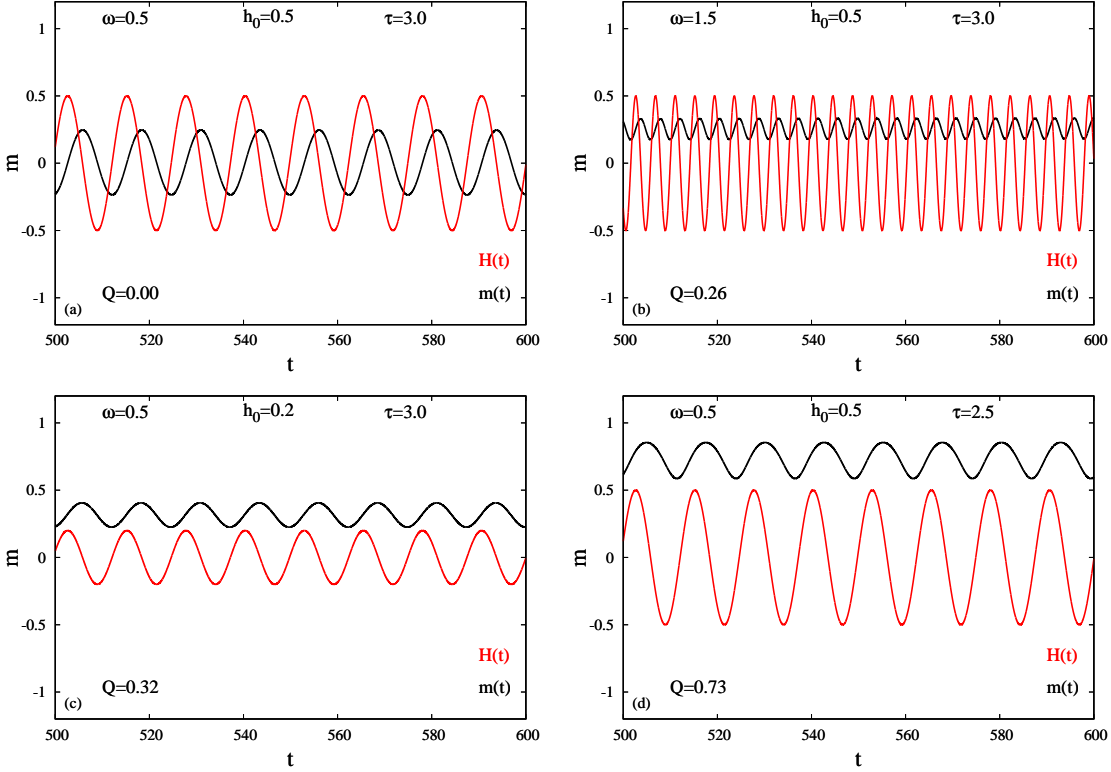 ω=0.5 h₀=0.5 τ=3.0
1
0.5
m
0
-0.5
H(t)
-1
Q=0.00
m(t)
(a)
500 520 540 560 580 600
t
ω=1.5 h₀=0.5 τ=3.0
1
0.5
m
0
-0.5
H(t)
-1
Q=0.26
m(t)
(b)
500 520 540 560 580 600
t
ω=0.5 h₀=0.2 τ=3.0
1
0.5
m
0
-0.5
H(t)
-1
Q=0.32
m(t)
(c)
500 520 540 560 580 600
t
ω=0.5 h₀=0.5 τ=2.5
1
0.5
m
0
-0.5
H(t)
-1
Q=0.73
m(t)
(d)
500 520 540 560 580 600
t